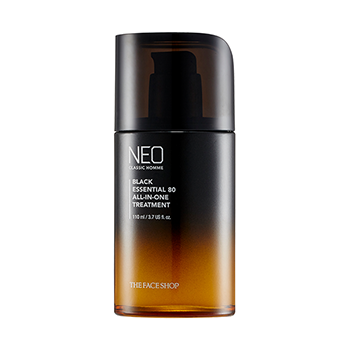 NEO
CLASSIC HOMME
BLACK
ESSENTIAL 80
ALL-IN-ONE
TREATMENT
110 ml / 3.7 US fl. oz.
THE FACE SHOP